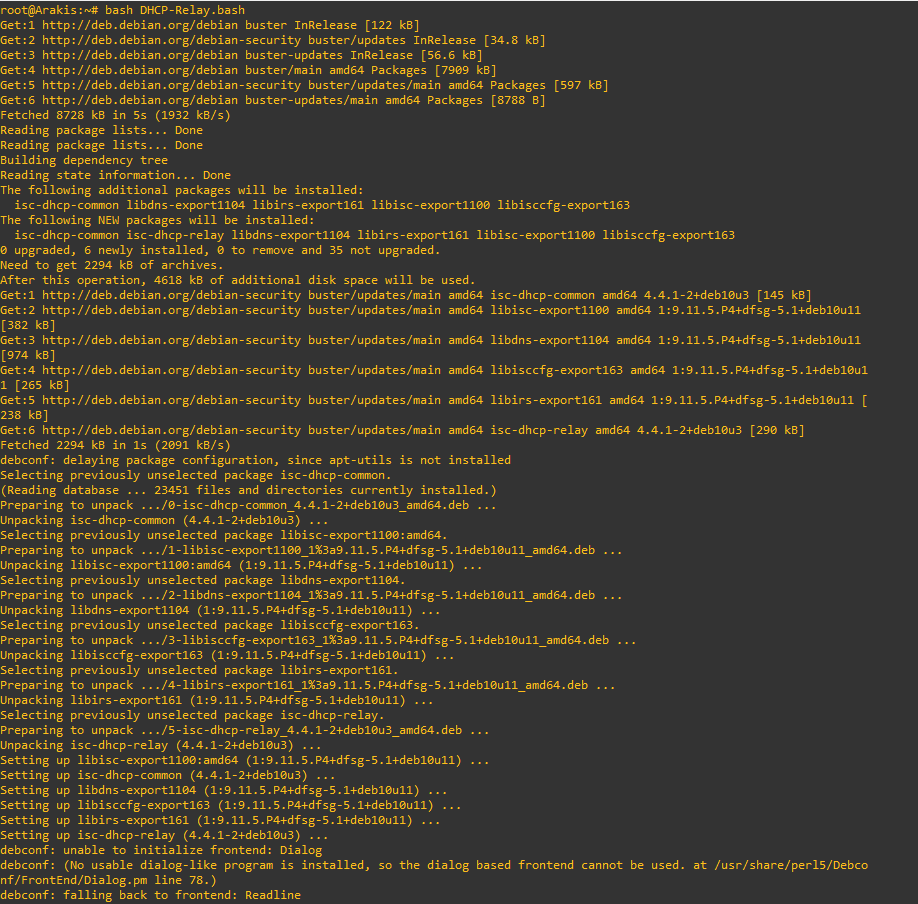 root@Arakis:~# bash DHCP-Relay.bash
Get:1 http://deb.debian.org/debian buster InRelease [122 kB]
Get:2 http://deb.debian.org/debian-security buster/updates InRelease [34.8 kB]
Get:3 http://deb.debian.org/debian buster-updates InRelease [56.6 kB]
Get:4 http://deb.debian.org/debian buster/main amd64 Packages [7909 kB]
Get:5 http://deb.debian.org/debian-security buster/updates/main amd64 Packages [597 kB]
Get:6 http://deb.debian.org/debian buster-updates/main amd64 Packages [8788 B]
Fetched 8728 kB in 5s (1932 kB/s)
Reading package lists... Done
Reading package lists... Done
Building dependency tree
Reading state information... Done
The following additional packages will be installed:
  isc-dhcp-common libdns-export1104 libirs-export161 libisc-export1100 libisccfg-export163
The following NEW packages will be installed:
  isc-dhcp-common isc-dhcp-relay libdns-export1104 libirs-export161 libisc-export1100 libisccfg-export163
0 upgraded, 6 newly installed, 0 to remove and 35 not upgraded.
Need to get 2294 kB of archives.
After this operation, 4618 kB of additional disk space will be used.
Get:1 http://deb.debian.org/debian-security buster/updates/main amd64 isc-dhcp-common amd64 4.4.1-2+deb10u3 [145 kB]
Get:2 http://deb.debian.org/debian-security buster/updates/main amd64 libisc-export1100 amd64 1:9.11.5.P4+dfsg-5.1+deb10u11
[382 kB]
Get:3 http://deb.debian.org/debian-security buster/updates/main amd64 libdns-export1104 amd64 1:9.11.5.P4+dfsg-5.1+deb10u11
[974 kB]
Get:4 http://deb.debian.org/debian-security buster/updates/main amd64 libisccfg-export163 amd64 1:9.11.5.P4+dfsg-5.1+deb10u1
1 [265 kB]
Get:5 http://deb.debian.org/debian-security buster/updates/main amd64 libirs-export161 amd64 1:9.11.5.P4+dfsg-5.1+deb10u11 [
238 kB]
Get:6 http://deb.debian.org/debian-security buster/updates/main amd64 isc-dhcp-relay amd64 4.4.1-2+deb10u3 [290 kB]
Fetched 2294 kB in 1s (2091 kB/s)
debconf: delaying package configuration, since apt-utils is not installed
Selecting previously unselected package isc-dhcp-common.
(Reading database ... 23451 files and directories currently installed.)
Preparing to unpack .../0-isc-dhcp-common_4.4.1-2+deb10u3_amd64.deb ...
Unpacking isc-dhcp-common (4.4.1-2+deb10u3) ...
Selecting previously unselected package libisc-export1100:amd64.
Preparing to unpack .../1-libisc-export1100_1%3a9.11.5.P4+dfsg-5.1+deb10u11_amd64.deb ...
Unpacking libisc-export1100:amd64 (1:9.11.5.P4+dfsg-5.1+deb10u11) ...
Selecting previously unselected package libdns-export1104.
Preparing to unpack .../2-libdns-export1104_1%3a9.11.5.P4+dfsg-5.1+deb10u11_amd64.deb ...
Unpacking libdns-export1104 (1:9.11.5.P4+dfsg-5.1+deb10u11) ...
Selecting previously unselected package libisccfg-export163.
Preparing to unpack .../3-libisccfg-export163_1%3a9.11.5.P4+dfsg-5.1+deb10u11_amd64.deb ...
Unpacking libisccfg-export163 (1:9.11.5.P4+dfsg-5.1+deb10u11) ...
Selecting previously unselected package libirs-export161.
Preparing to unpack .../4-libirs-export161_1%3a9.11.5.P4+dfsg-5.1+deb10u11_amd64.deb ...
Unpacking libirs-export161 (1:9.11.5.P4+dfsg-5.1+deb10u11) ...
Selecting previously unselected package isc-dhcp-relay.
Preparing to unpack .../5-isc-dhcp-relay_4.4.1-2+deb10u3_amd64.deb ...
Unpacking isc-dhcp-relay (4.4.1-2+deb10u3) ...
Setting up libisc-export1100:amd64 (1:9.11.5.P4+dfsg-5.1+deb10u11) ...
Setting up isc-dhcp-common (4.4.1-2+deb10u3) ...
Setting up libdns-export1104 (1:9.11.5.P4+dfsg-5.1+deb10u11) ...
Setting up libisccfg-export163 (1:9.11.5.P4+dfsg-5.1+deb10u11) ...
Setting up libirs-export161 (1:9.11.5.P4+dfsg-5.1+deb10u11) ...
Setting up isc-dhcp-relay (4.4.1-2+deb10u3) ...
debconf: unable to initialize frontend: Dialog
debconf: (No usable dialog-like program is installed, so the dialog based frontend cannot be used. at /usr/share/perl5/Debco
nf/FrontEnd/Dialog.pm line 78.)
debconf: falling back to frontend: Readline